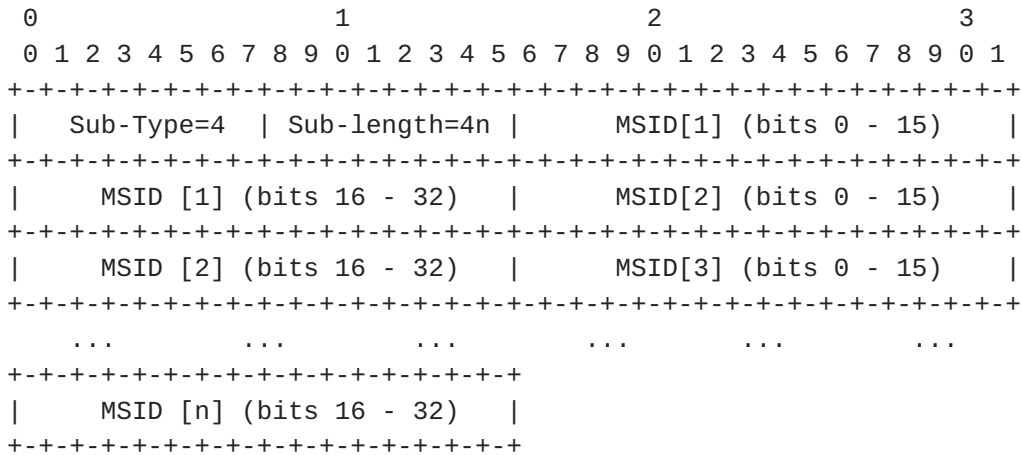 0                   1                   2                   3
 0 1 2 3 4 5 6 7 8 9 0 1 2 3 4 5 6 7 8 9 0 1 2 3 4 5 6 7 8 9 0 1
+-+-+-+-+-+-+-+-+-+-+-+-+-+-+-+-+-+-+-+-+-+-+-+-+-+-+-+-+-+-+-+-+
|   Sub-Type=4  | Sub-length=4n |      MSID[1] (bits 0 - 15)    |
+-+-+-+-+-+-+-+-+-+-+-+-+-+-+-+-+-+-+-+-+-+-+-+-+-+-+-+-+-+-+-+-+
|     MSID [1] (bits 16 - 32)   |      MSID[2] (bits 0 - 15)    |
+-+-+-+-+-+-+-+-+-+-+-+-+-+-+-+-+-+-+-+-+-+-+-+-+-+-+-+-+-+-+-+-+
|     MSID [2] (bits 16 - 32)   |      MSID[3] (bits 0 - 15)    |
+-+-+-+-+-+-+-+-+-+-+-+-+-+-+-+-+-+-+-+-+-+-+-+-+-+-+-+-+-+-+-+-+
    ...        ...        ...        ...       ...        ...
+-+-+-+-+-+-+-+-+-+-+-+-+-+-+-+-+
|     MSID [n] (bits 16 - 32)   |
+-+-+-+-+-+-+-+-+-+-+-+-+-+-+-+-+